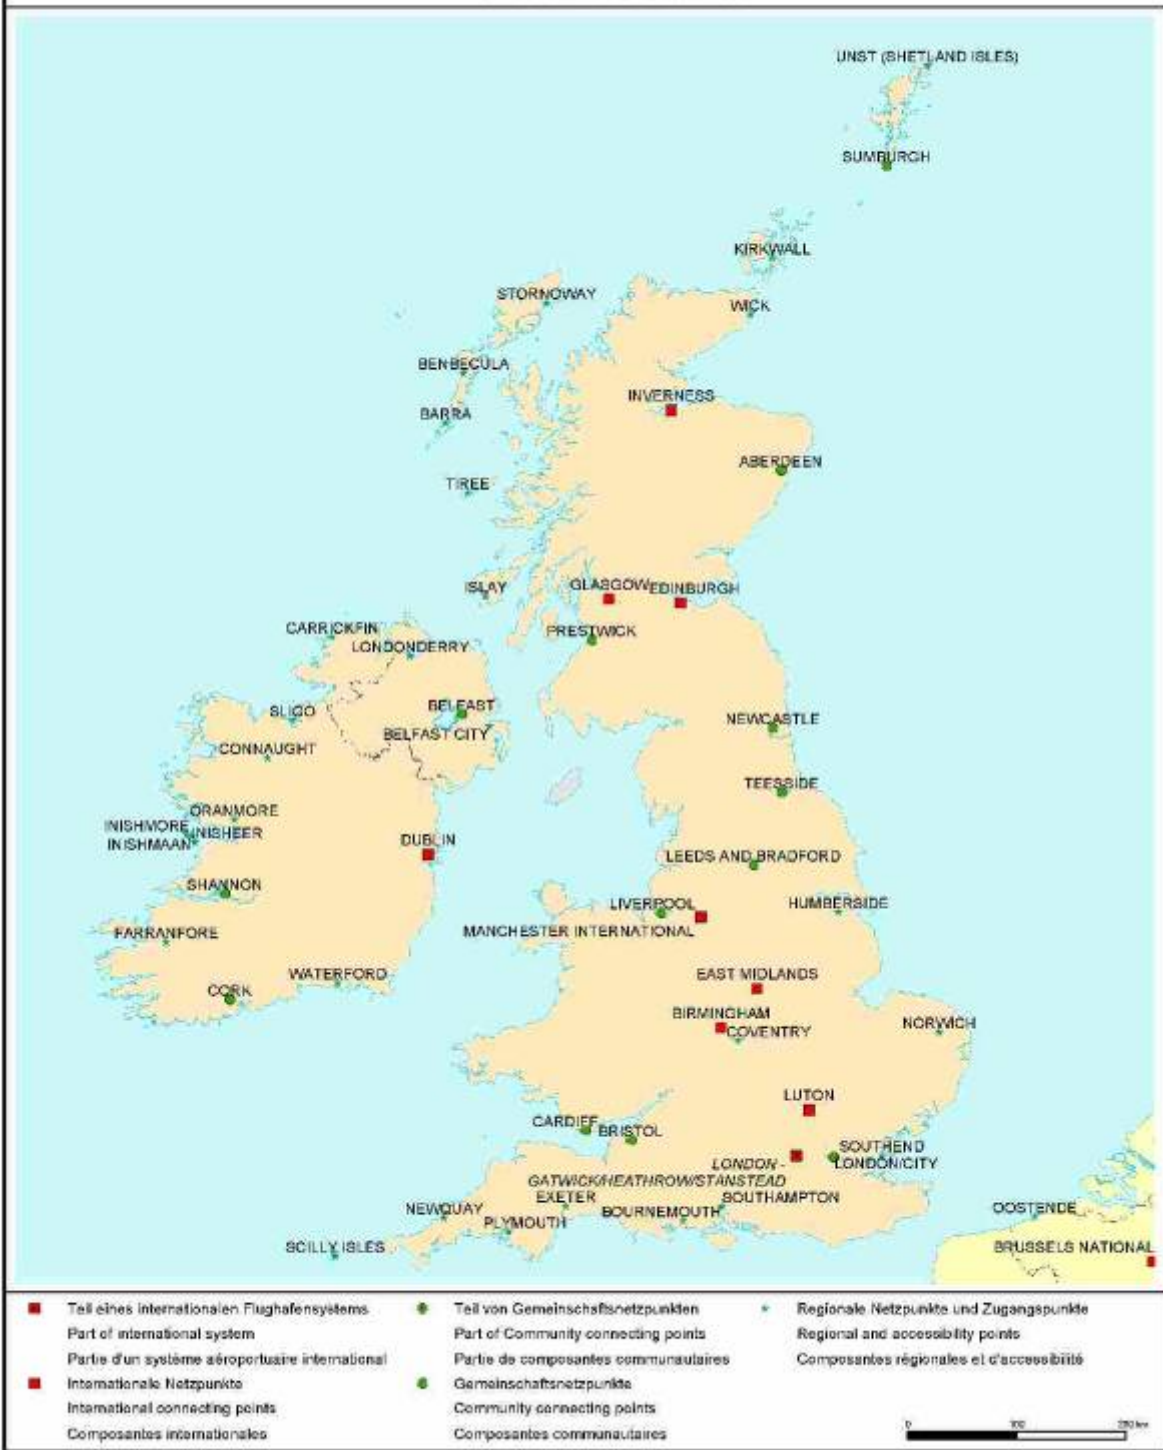 UNST (SHETLAND ISLES)
SUMBURGH
KIRKWALL
STORNOWAY
WICK
BENBECULA
INVERNESS
BARRA
ABERDEEN
TIREE
ISLAY
GLASGOW
EDINBURGH
CARRICKFIN
PRESTWICK
LONDONDERRY
SLIGO
BELFAST
NEWCASTLE
BELFAST CITY
CONNAUGHT
TEESSIDE
ORANMORE
INISHMORE
INISHEER
INISHMAAN
DUBLIN
LEEDS AND BRADFORD
SHANNON
LIVERPOOL
HUMBERSIDE
FARRANFORE
MANCHESTER INTERNATIONAL
WATERFORD
EAST MIDLANDS
CORK
BIRMINGHAM
COVENTRY
NORWICH
LUTON
CARDIFF
BRISTOL
SOUTHEND
LONDON -
LONDON/CITY
GATWICK/HEATHROW/STANSTEAD
EXETER
SOUTHAMPTON
NEWQUAY
BOURNEMOUTH
OOSTENDE
PLYMOUTH
SCILLY ISLES
BRUSSELS NATIONAL
Teil eines internationalen Flughafensystems
Part of international system
Partie d'un système aéroportuaire international
Internationale Netzpunkte
International connecting points
Composantes internationales
Teil von Gemeinschaftsnetzpunkten
Part of Community connecting points
Partie de composantes communautaires
Gemeinschaftsnetzpunkte
Community connecting points
Composantes communautaires
Regionale Netzpunkte und Zugangspunkte
Regional and accessibility points
Composantes régionales et d'accessibilité
0 100 200 km